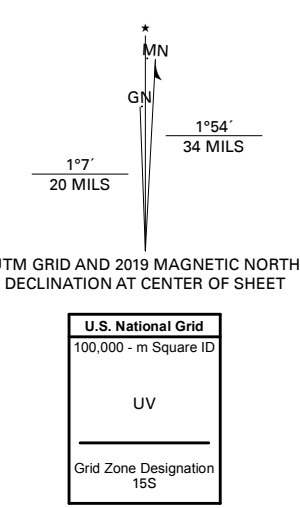 ★
MN
GN
1°54´
34 MILS
1°7´
20 MILS
UTM GRID AND 2019 MAGNETIC NORTH
DECLINATION AT CENTER OF SHEET
U.S. National Grid
100,000 - m Square ID
UV
Grid Zone Designation
15S